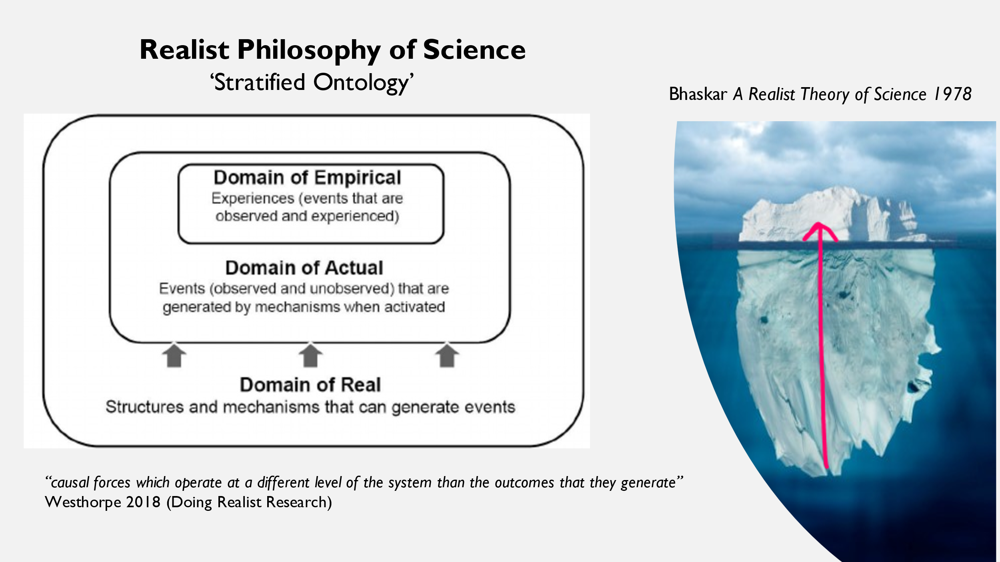 Realist Philosophy of Science
‘Stratified Ontology’
Bhaskar A Realist Theory of Science 1978
Domain of Empirical
Experiences (events that are
observed and experienced)
Domain of Actual
Events (observed and unobserved) that are
generated by mechanisms when activated
Domain of Real
Structures and mechanisms that can generate events
“causal forces which operate at a different level of the system than the outcomes that they generate”
Westhorpe 2018 (Doing Realist Research)